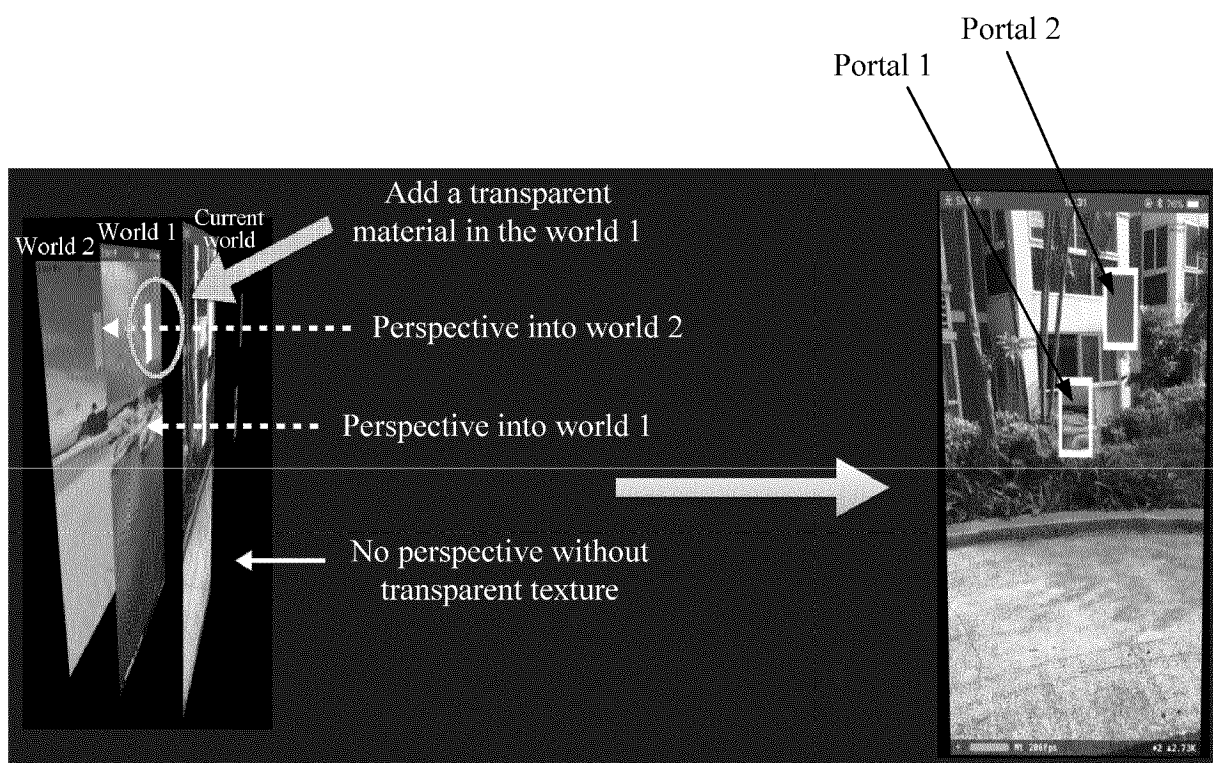 Portal 2
Portal 1
Add a transparent
material in the world 1
Current
world
World 1
World 2
Perspective into world 2
Perspective into world 1
No perspective without
transparent texture